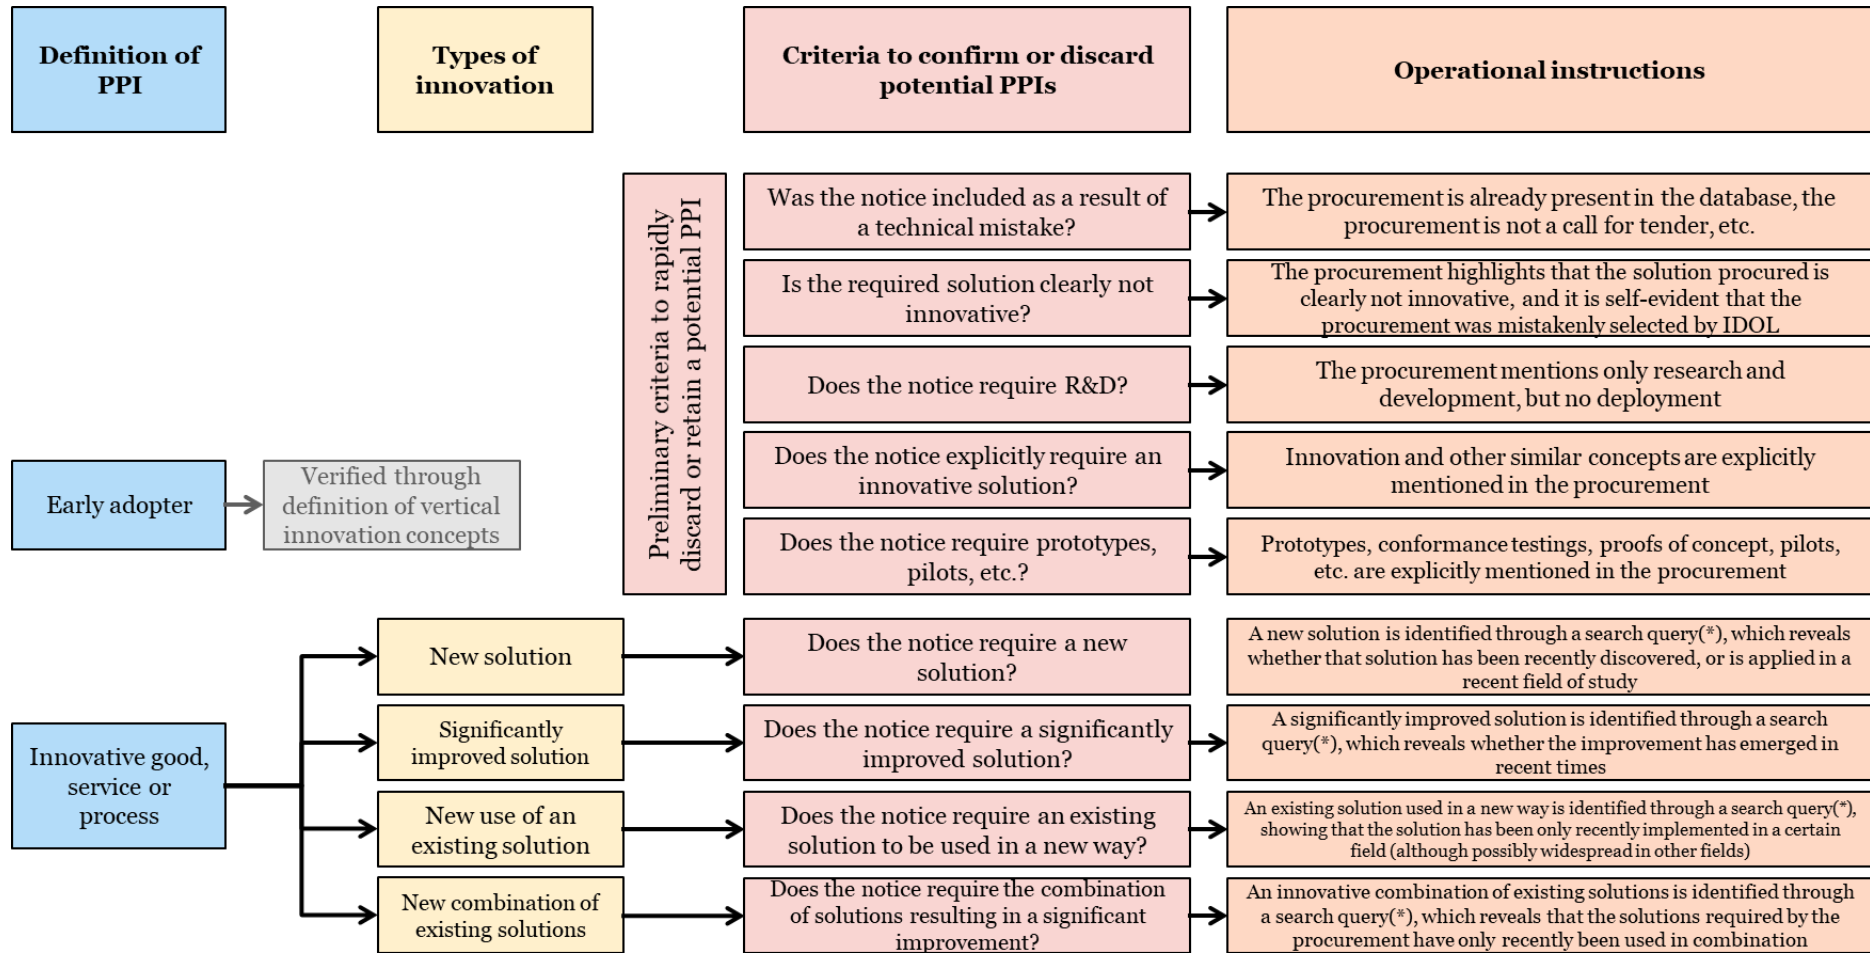 Definition of
PPI
Types of
innovation
Criteria to confirm or discard
potential PPIs
Operational instructions
Preliminary criteria to rapidly
discard or retain a potential PPI
Was the notice included as a result of
a technical mistake?
The procurement is already present in the database, the
procurement is not a call for tender, etc.
Is the required solution clearly not
innovative?
The procurement highlights that the solution procured is
clearly not innovative, and it is self-evident that the
procurement was mistakenly selected by IDOL
Does the notice require R&D?
The procurement mentions only research and
development, but no deployment
Early adopter
Verified through
definition of vertical
innovation concepts
Does the notice explicitly require an
innovative solution?
Innovation and other similar concepts are explicitly
mentioned in the procurement
Does the notice require prototypes,
pilots, etc.?
Prototypes, conformance testings, proofs of concept, pilots,
etc. are explicitly mentioned in the procurement
Innovative good,
service or
process
New solution
Does the notice require a new
solution?
A new solution is identified through a search query(*), which reveals
whether that solution has been recently discovered, or is applied in a
recent field of study
Significantly
improved solution
Does the notice require a significantly
improved solution?
A significantly improved solution is identified through a search
query(*), which reveals whether the improvement has emerged in
recent times
New use of an
existing solution
Does the notice require an existing
solution to be used in a new way?
An existing solution used in a new way is identified through a search query(*),
showing that the solution has been only recently implemented in a certain
field (although possibly widespread in other fields)
New combination of
existing solutions
Does the notice require the combination
of solutions resulting in a significant
improvement?
An innovative combination of existing solutions is identified through
a search query(*), which reveals that the solutions required by the
procurement have only recently been used in combination